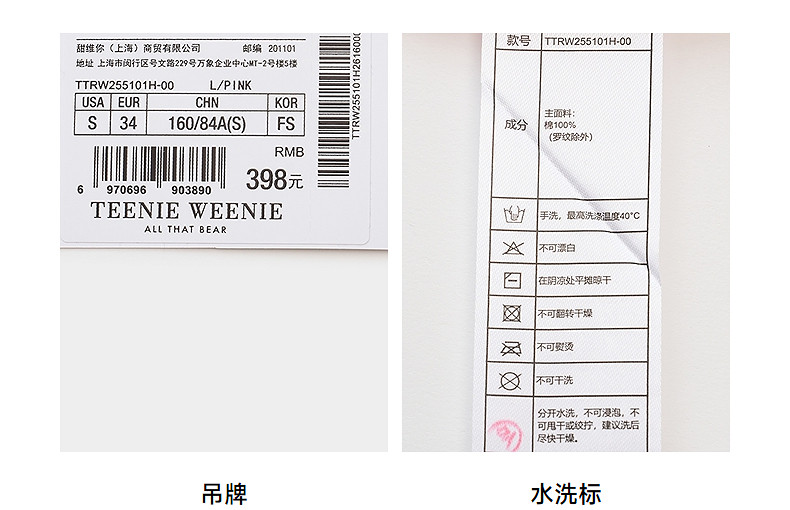 甜维你（上海）商贸有限公司 邮编 201101
地址 上海市闵行区号文路229号万象企业中心MT-2号楼5楼
TTRW255101H-00 L/PINK
USA EUR CHN KOR
S 34 160/84A(S) FS
RMB
398元
6 970696 903890
TEENIE WEENIE
ALL THAT BEAR
TTRW255101H2616000
款号 TTRW255101H-00
成分
主面料：
棉100%
（罗纹除外）
手洗，最高洗涤温度40°C
不可漂白
在阴凉处平摊晾干
不可翻转干燥
不可熨烫
不可干洗
分开水洗，不可浸泡，不
可甩干或绞拧，建议洗后
尽快干燥。
吊牌
水洗标